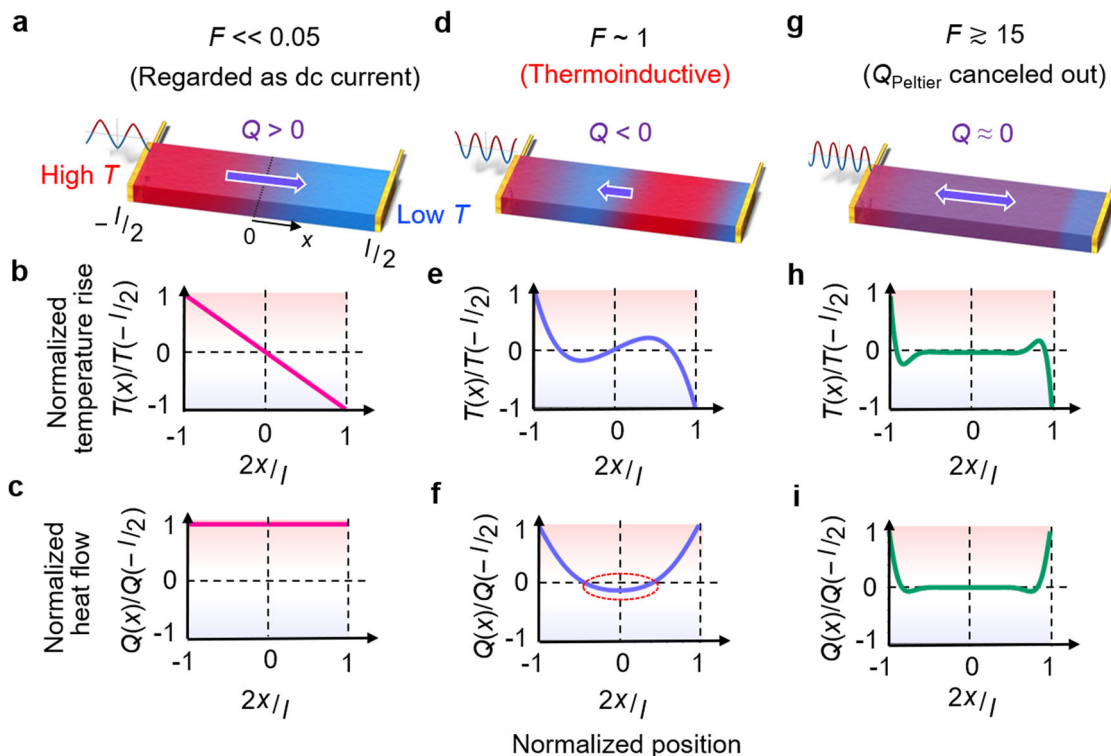 a
F << 0.05
(Regarded as dc current)
Q > 0
High T
Low T
– l/2
0
x
l/2
b
Normalized
temperature rise
T(x)/T(– l/2)
1
0
-1
-1
0
1
2x/l
c
Normalized
heat flow
Q(x)/Q(– l/2)
1
0
-1
-1
0
1
2x/l
d
F ~ 1
(Thermoinductive)
Q < 0
e
T(x)/T(– l/2)
1
0
-1
-1
0
1
2x/l
f
Q(x)/Q(– l/2)
1
0
-1
-1
0
1
2x/l
Normalized position
g
F ≳ 15
(QPeltier canceled out)
Q ≈ 0
h
T(x)/T(– l/2)
1
0
-1
-1
0
1
2x/l
i
Q(x)/Q(– l/2)
1
0
-1
-1
0
1
2x/l